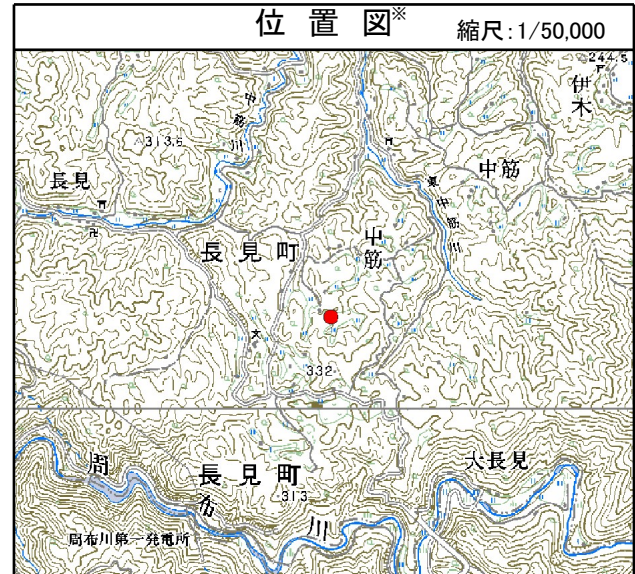 位置図※
縮尺:1/50,000
244.5
伊木
中筋川
313.6
中筋
長見
東中筋川
中筋
長見町
332
長見町
大長見
313
周布川
周布川第一発電所